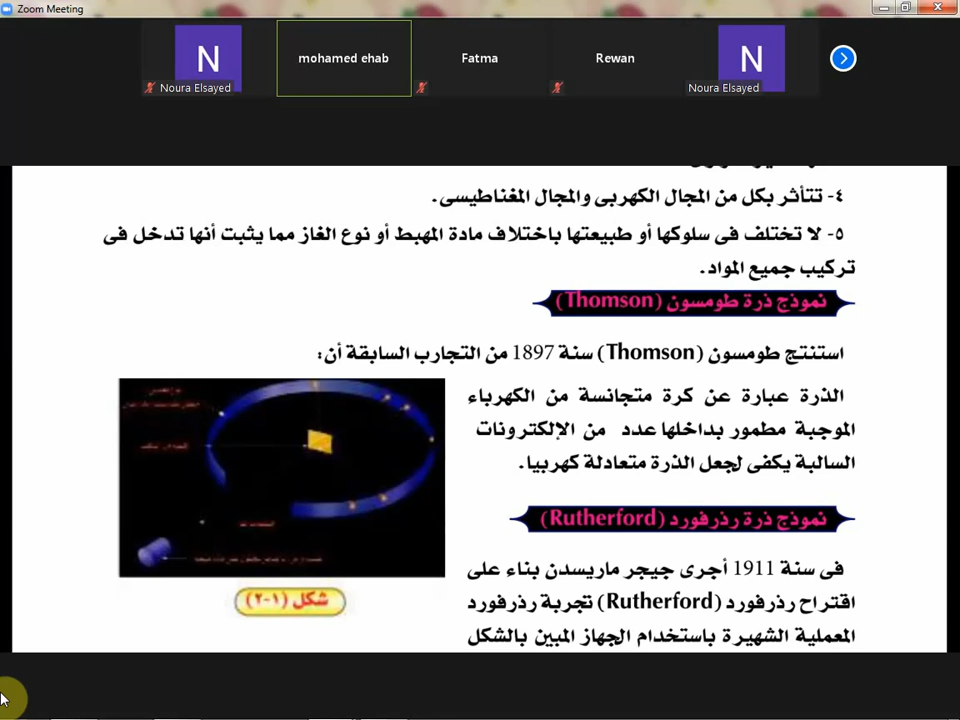 Zoom Meeting
N
Noura Elsayed
mohamed ehab
Fatma
Rewan
N
Noura Elsayed
٤- تتأثر بكل من المجال الكهربى والمجال المغناطيسى.
٥- لا تختلف فى سلوكها أو طبيعتها باختلاف مادة المهبط أو نوع الغاز مما يثبت أنها تدخل فى
تركيب جميع المواد.
نموذج ذرة طومسون (Thomson)
استنتج طومسون (Thomson) سنة 1897 من التجارب السابقة أن:
الذرة عبارة عن كرة متجانسة من الكهرباء
الموجبة مطمور بداخلها عدد من الإلكترونات
السالبة يكفى لجعل الذرة متعادلة كهربيا.
نموذج ذرة رذرفورد (Rutherford)
فى سنة 1911 أجرى جيجر ماريسدن بناء على
اقتراح رذرفورد (Rutherford) تجربة رذرفورد
المعملية الشهيرة باستخدام الجهاز المبين بالشكل
شكل (١-٢)